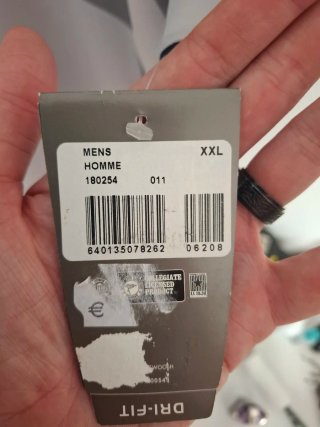 MENS XXL
HOMME
180254 011
640135078262 06208
COLLEGIATE
LICENSED
PRODUCT
€
DRI-FIT